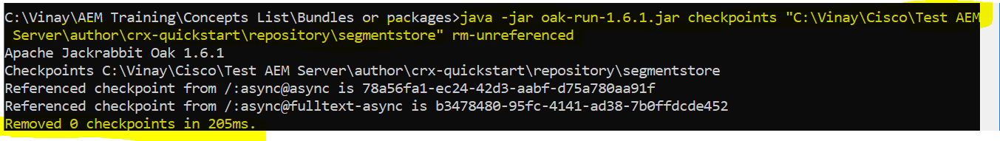 C:\Vinay\AEM Training\Concepts List\Bundles or packages>java -jar oak-run-1.6.1.jar checkpoints "C:\Vinay\Cisco\Test AEM
Server\author\crx-quickstart\repository\segmentstore" rm-unreferenced
Apache Jackrabbit Oak 1.6.1
Checkpoints C:\Vinay\Cisco\Test AEM Server\author\crx-quickstart\repository\segmentstore
Referenced checkpoint from /:async@async is 78a56fa1-ec24-42d3-aabf-d75a780aa91f
Referenced checkpoint from /:async@fulltext-async is b3478480-95fc-4141-ad38-7b0ffdcde452
Removed 0 checkpoints in 205ms.